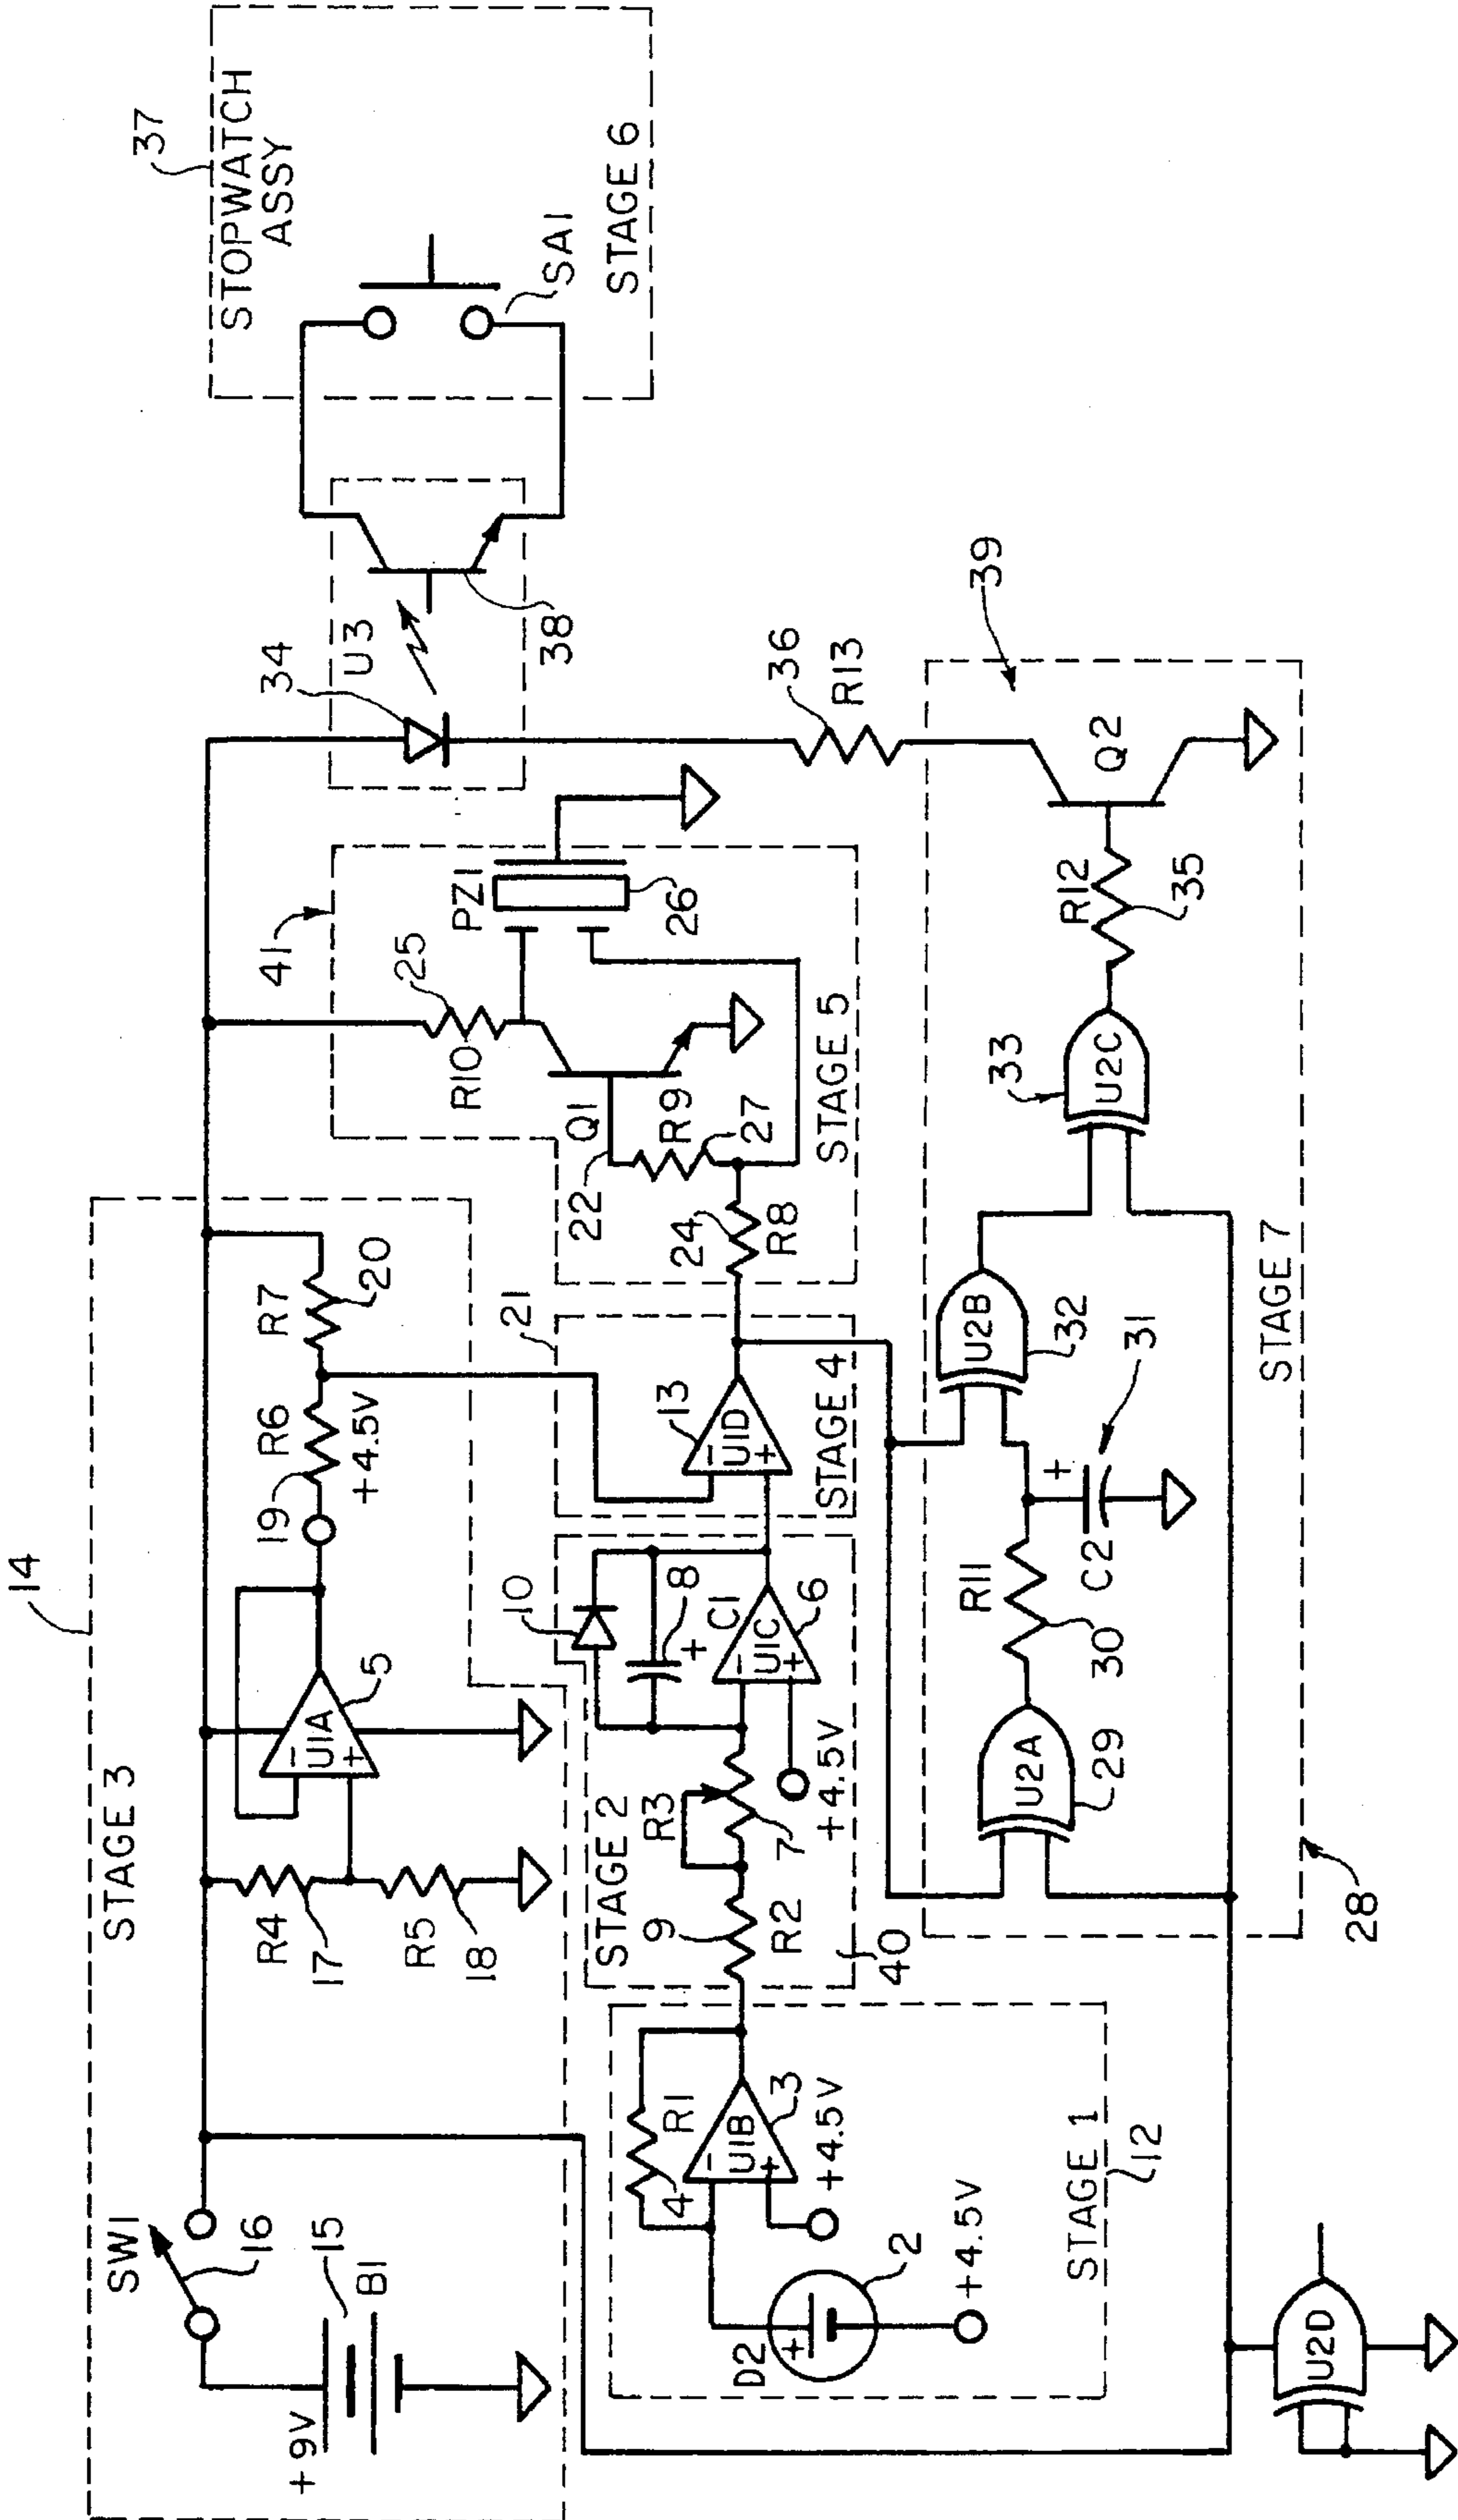 14
STAGE 3
SW1
16
+9V
15
B1
R4
17
R5
18
U1A
−
+
5
19
R6
+4.5V
R7
20
21
41
R10
25
Q1
22
R9
27
PZ1
26
24
R8
STAGE 5
34
U3
38
37
STOPWATCH
ASSY
SA1
STAGE 6
36
R13
39
STAGE 1
12
D2
+
2
+4.5V
R1
4
−
U1B
+
3
+4.5V
STAGE 2
9
R2
40
R3
7
+4.5V
10
8
C1
+
−
U1C
+
6
13
−
U1D
+
STAGE 4
U2A
29
R11
30
C2
+
31
U2B
32
33
U2C
R12
35
Q2
STAGE 7
28
U2D